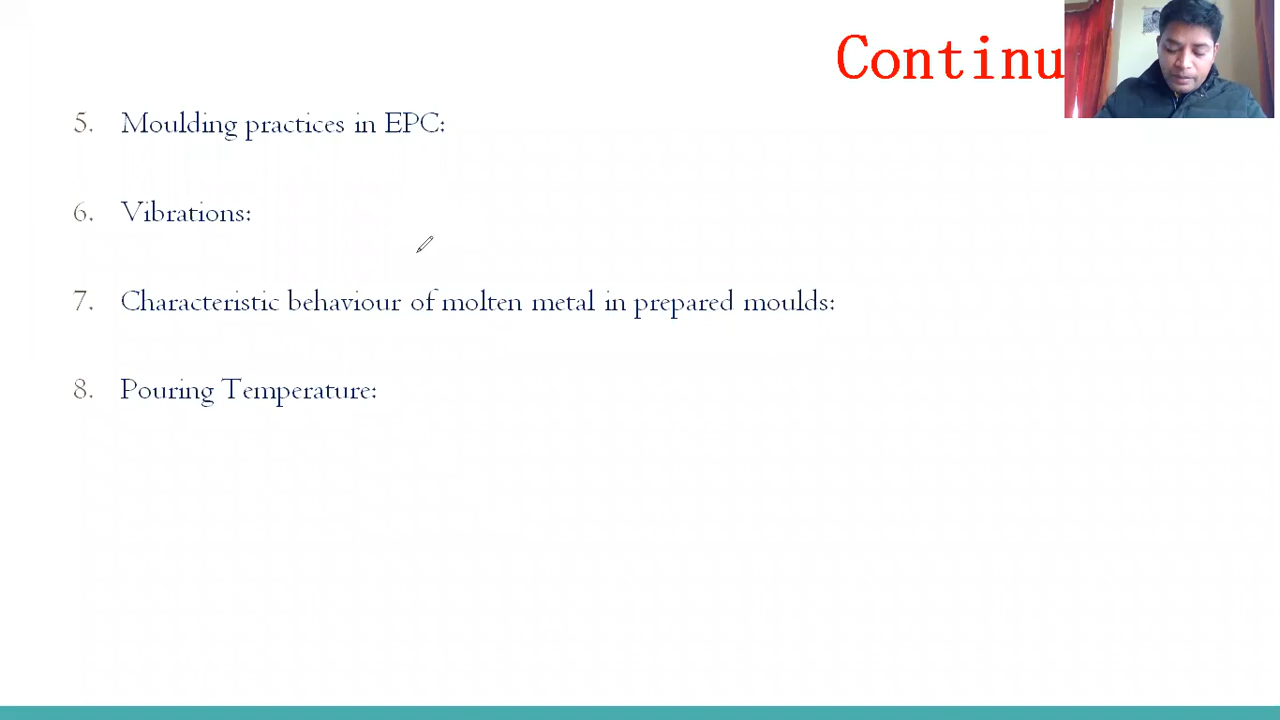 Continu
5. Moulding practices in EPC:
6. Vibrations:
7. Characteristic behaviour of molten metal in prepared moulds:
8. Pouring Temperature: